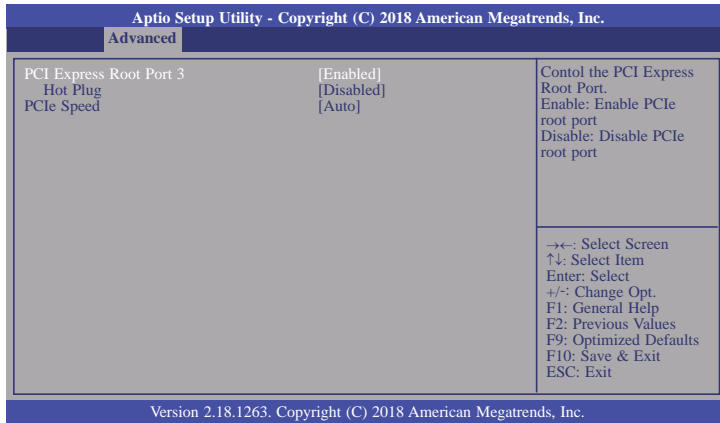 Aptio Setup Utility - Copyright (C) 2018 American Megatrends, Inc.
Advanced
PCI Express Root Port 3 [Enabled]
Hot Plug [Disabled]
PCIe Speed [Auto]
Contol the PCI Express
Root Port.
Enable: Enable PCIe
root port
Disable: Disable PCIe
root port
→←: Select Screen
↑↓: Select Item
Enter: Select
+/-: Change Opt.
F1: General Help
F2: Previous Values
F9: Optimized Defaults
F10: Save & Exit
ESC: Exit
Version 2.18.1263. Copyright (C) 2018 American Megatrends, Inc.